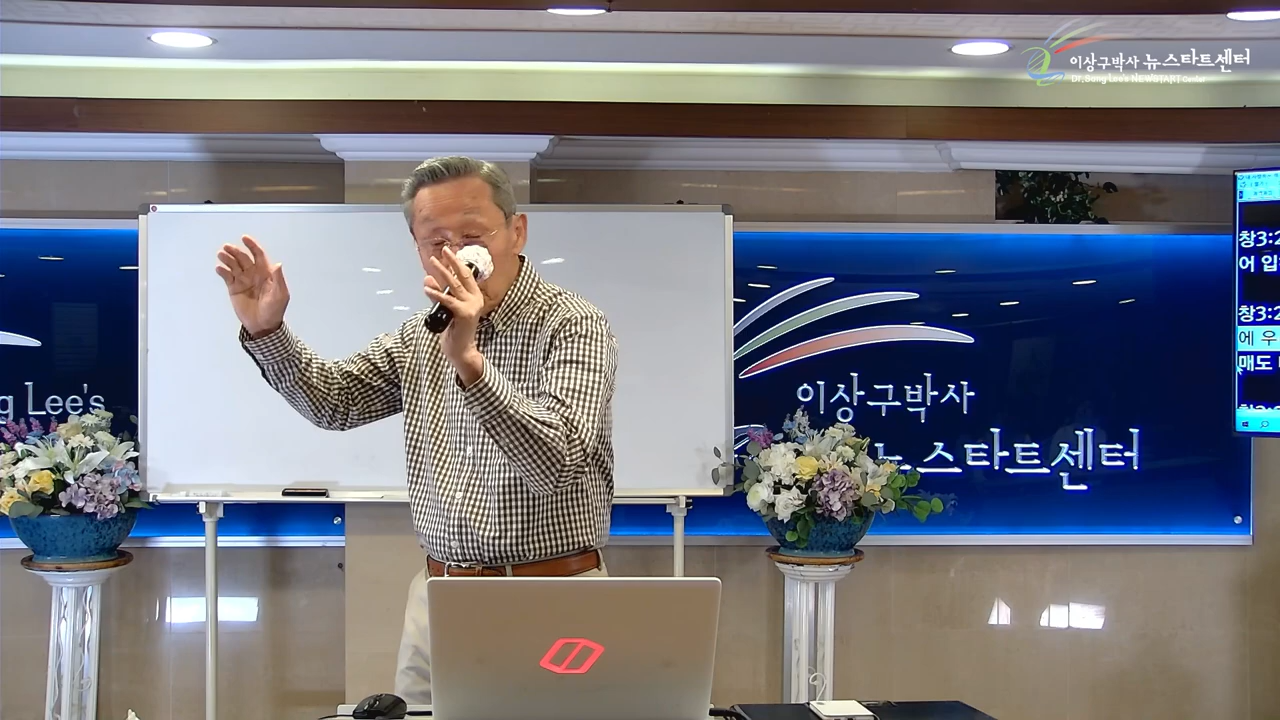 이상구박사 뉴스타트센터
Dr. Sang Lee's NEWSTART Center
g Lee's
이상구박사
뉴스타트센터
창3:2
어 입
창3:2
에 우
매도